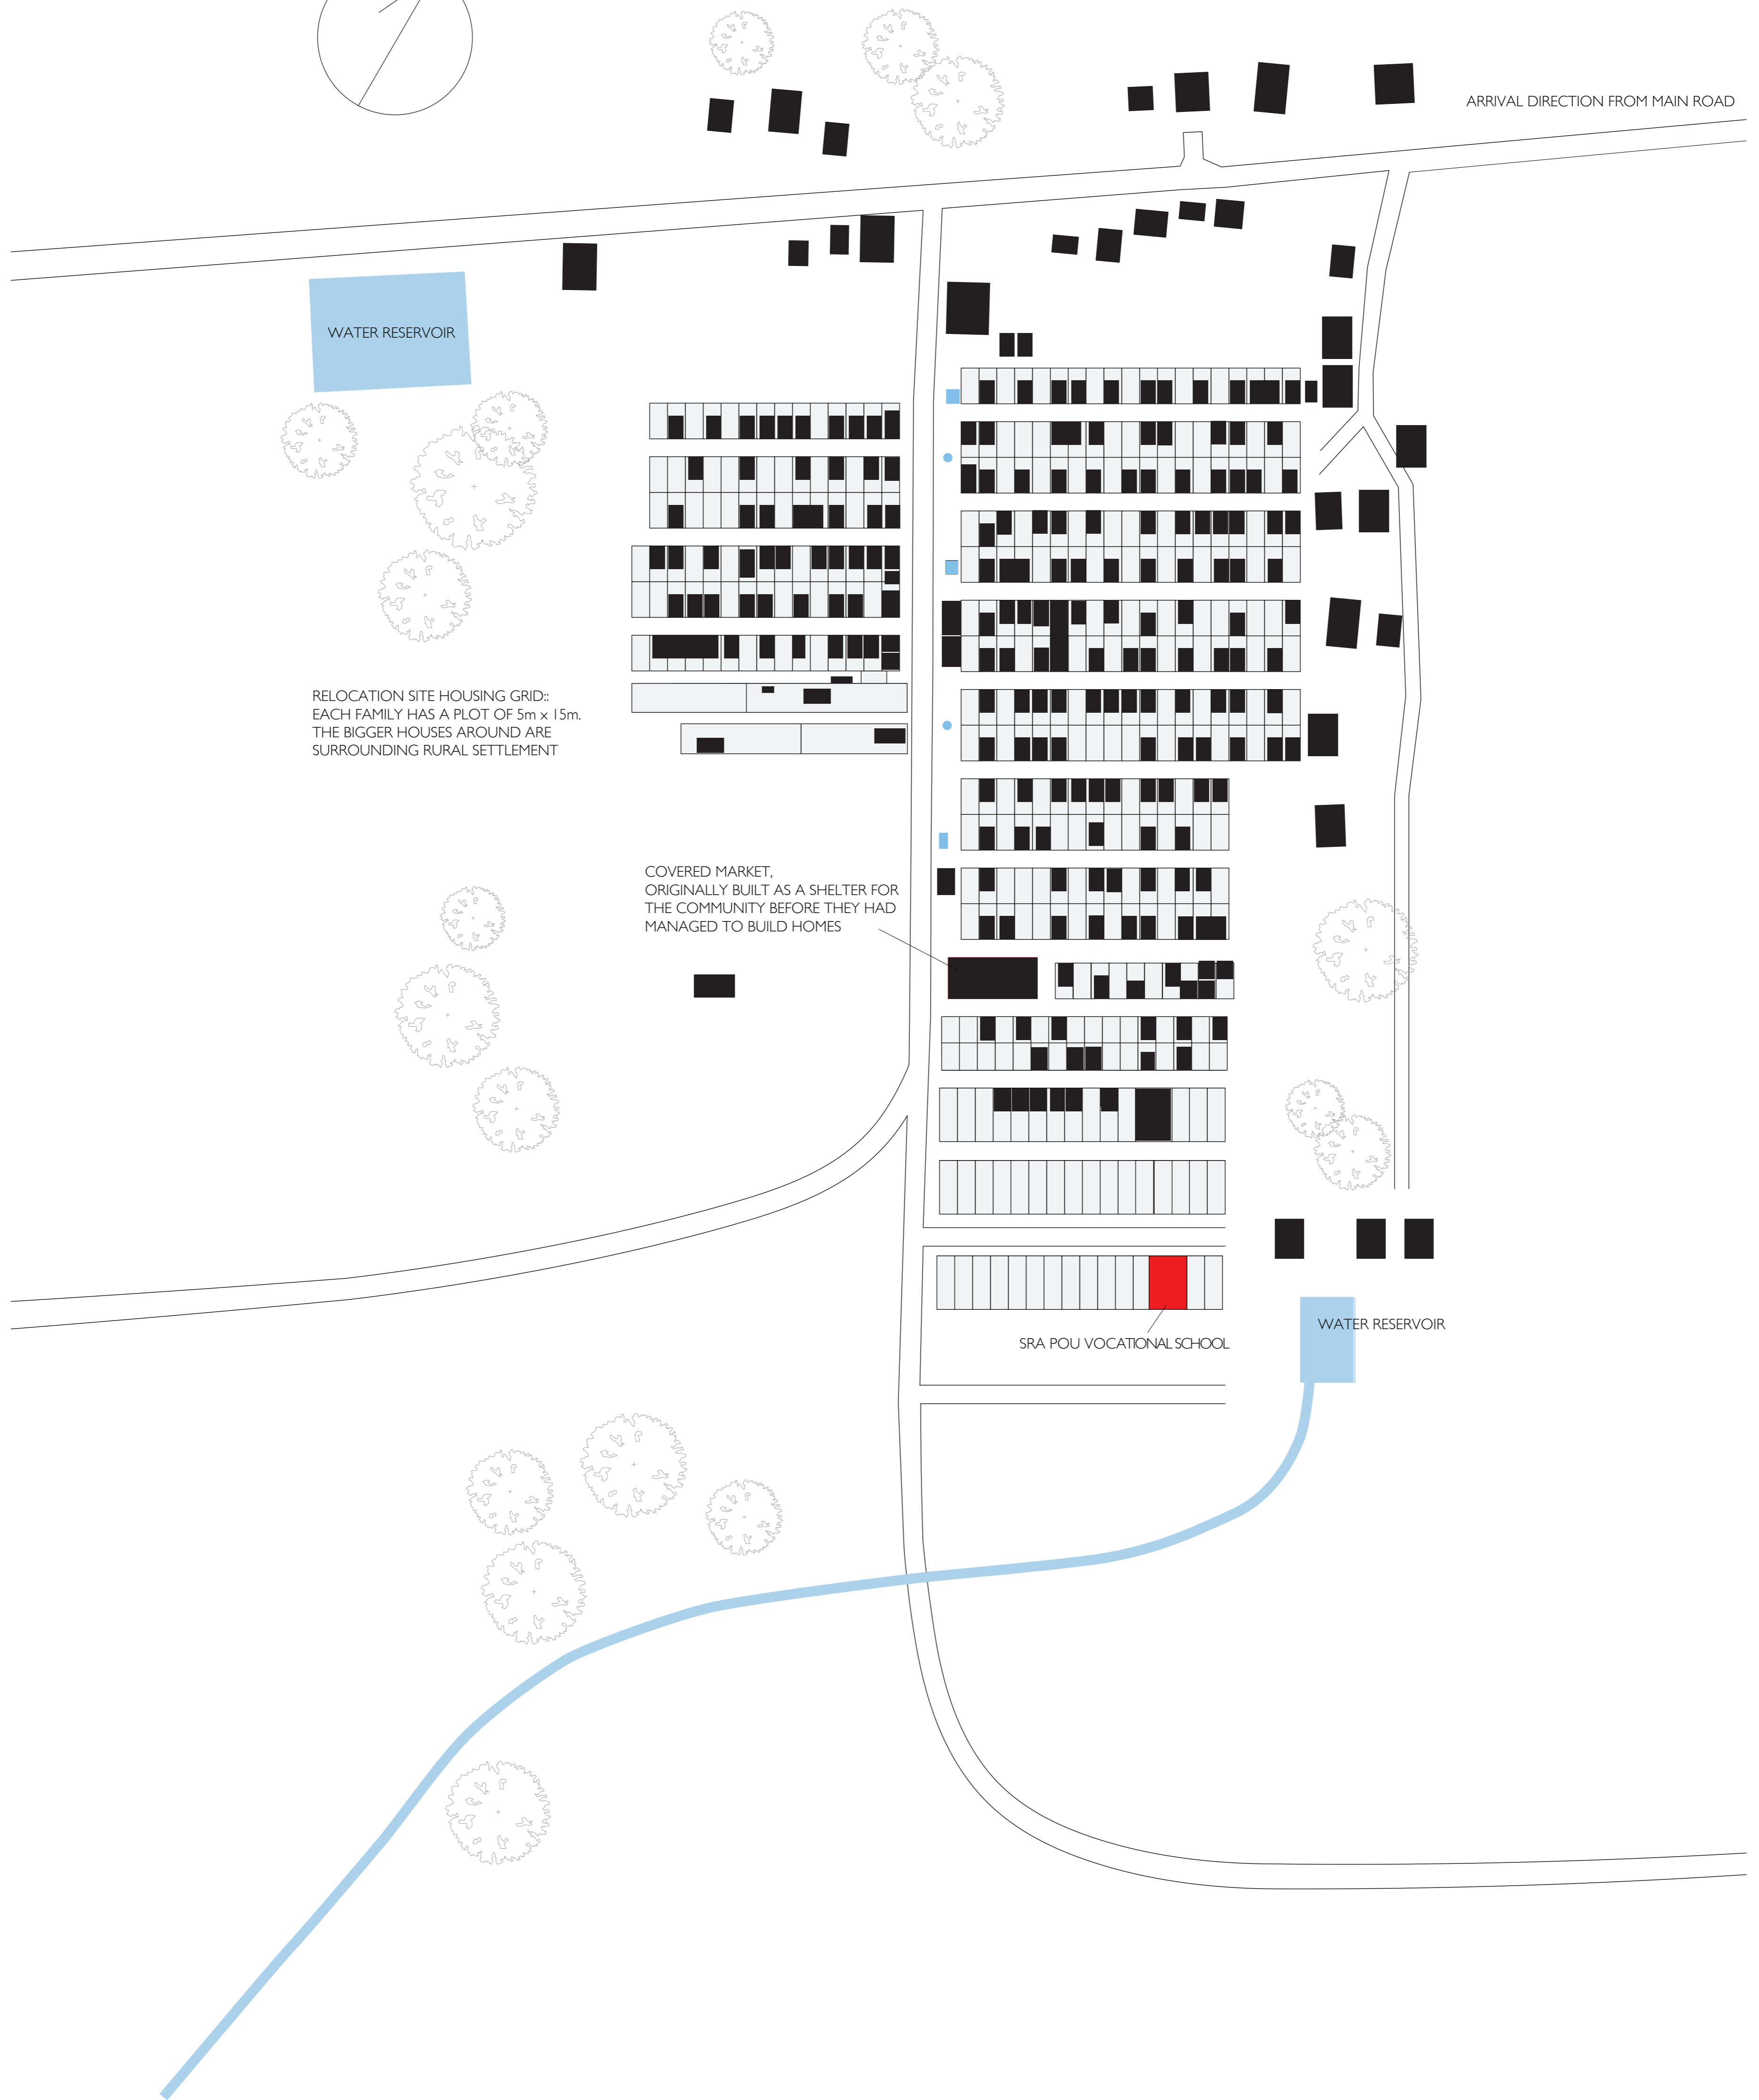 ARRIVAL DIRECTION FROM MAIN ROAD
WATER RESERVOIR
RELOCATION SITE HOUSING GRID::
EACH FAMILY HAS A PLOT OF 5m x 15m.
THE BIGGER HOUSES AROUND ARE
SURROUNDING RURAL SETTLEMENT
COVERED MARKET,
ORIGINALLY BUILT AS A SHELTER FOR
THE COMMUNITY BEFORE THEY HAD
MANAGED TO BUILD HOMES
WATER RESERVOIR
SRA POU VOCATIONAL SCHOOL